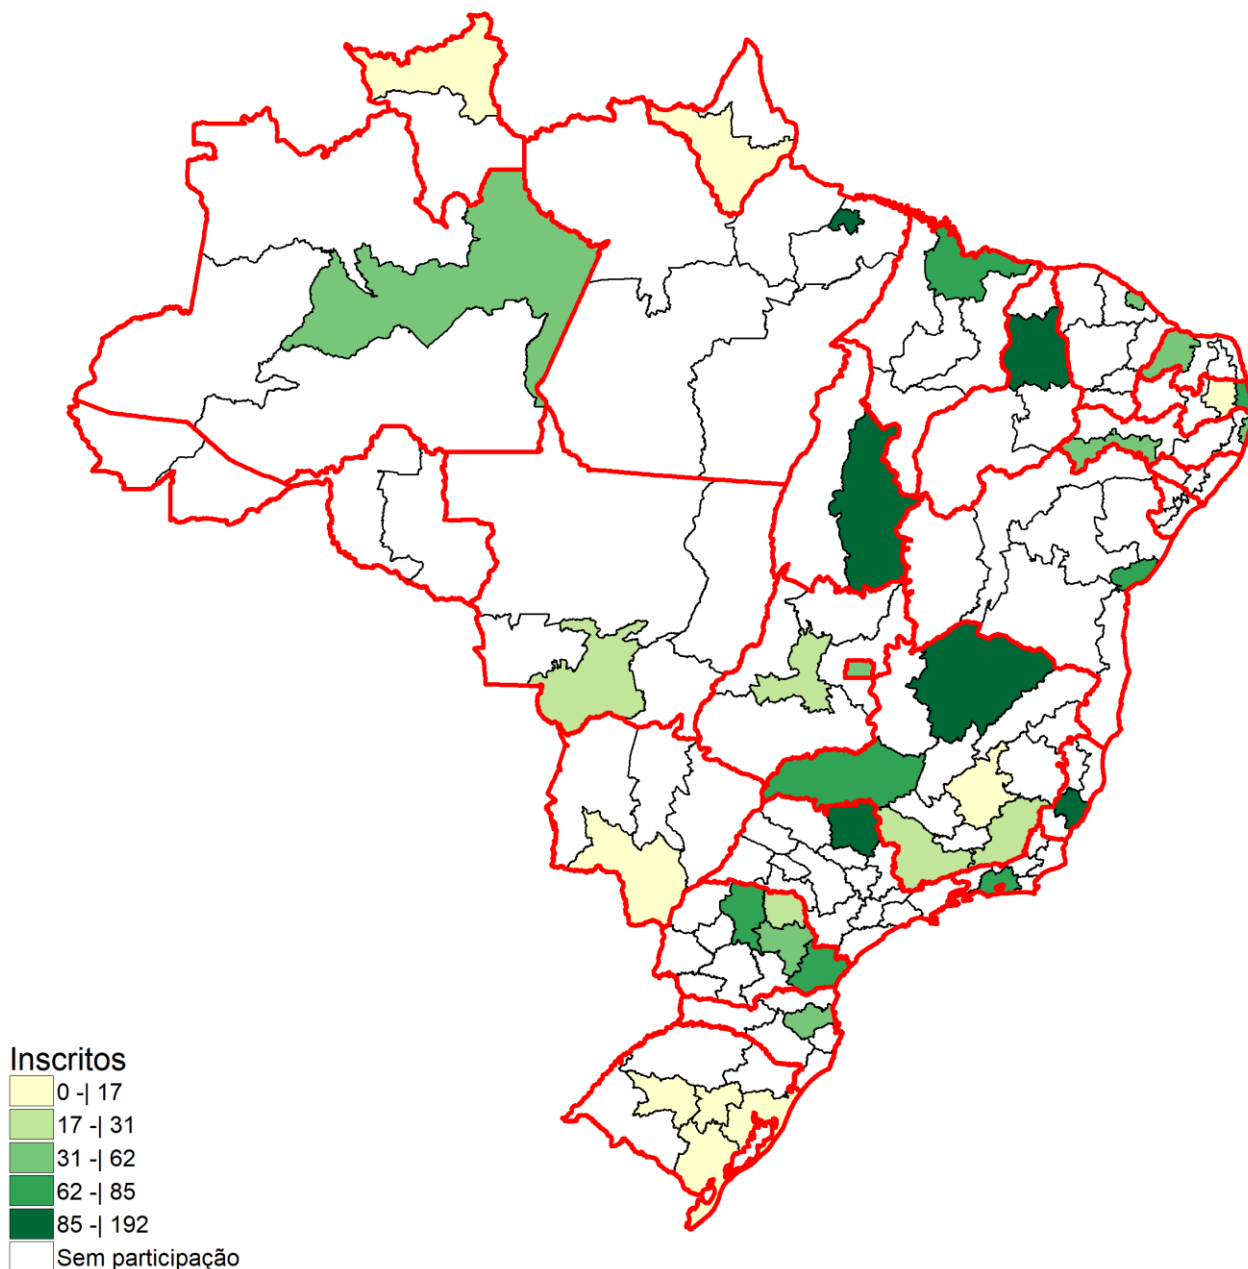 Inscritos
0 -| 17
17 -| 31
31 -| 62
62 -| 85
85 -| 192
Sem participação